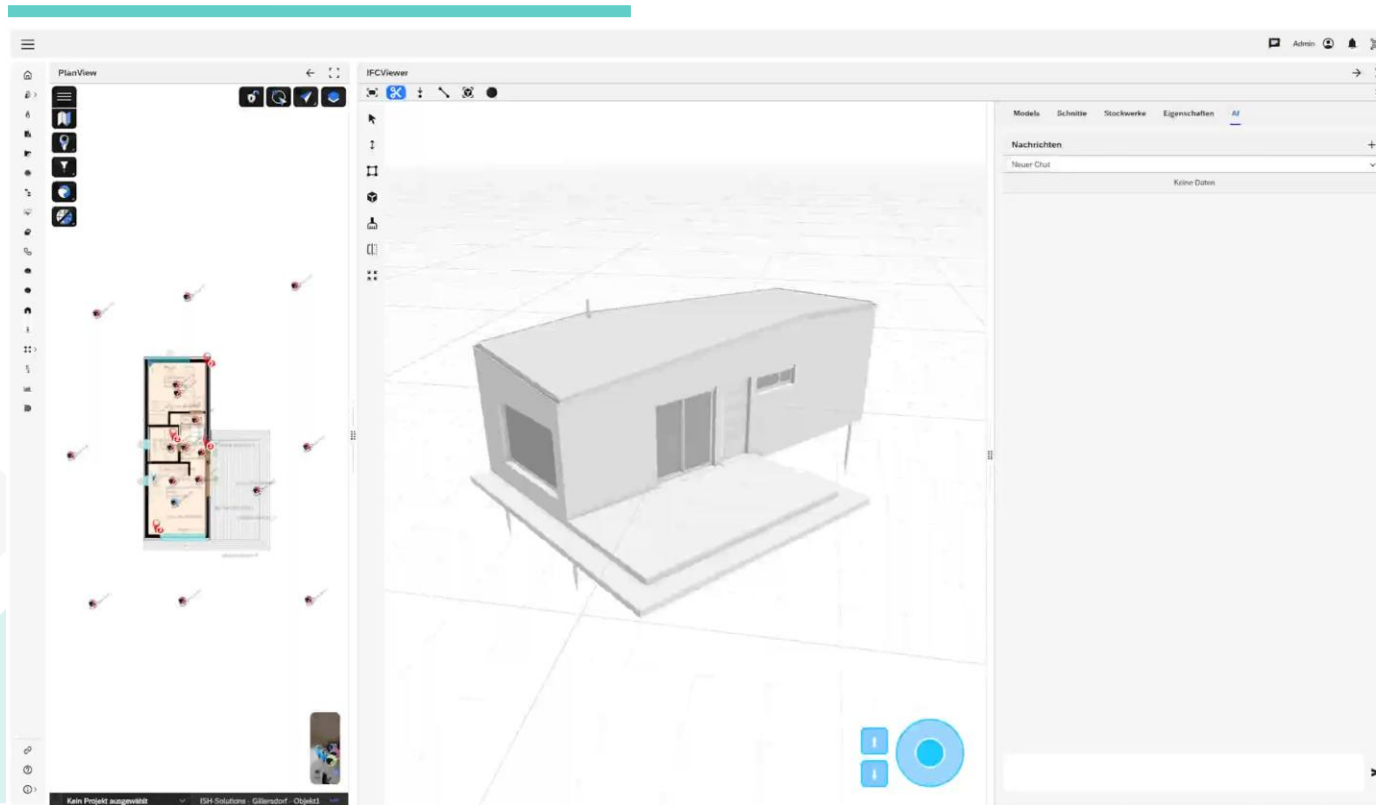 Admin
PlanView
IFCViewer
Models Schnitte Stockwerke Eigenschaften AI
Nachrichten
Neuer Chat
Keine Daten
Kein Projekt ausgewählt
ISH-Solutions - Gillersdorf - Objekt1